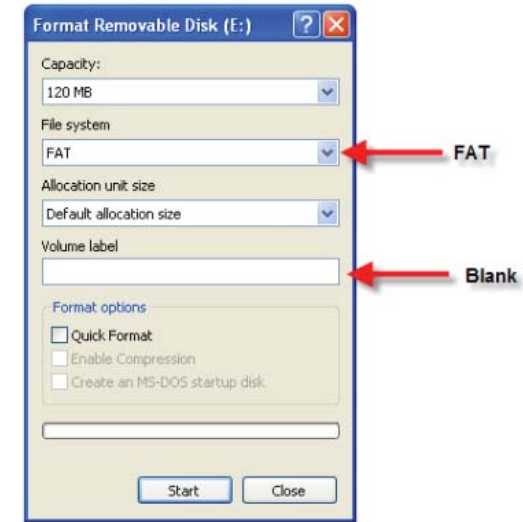 Format Removable Disk (E:)
Capacity:
120 MB
File system
FAT
FAT
Allocation unit size
Default allocation size
Volume label
Blank
Format options
Quick Format
Enable Compression
Create an MS-DOS startup disk
Start
Close